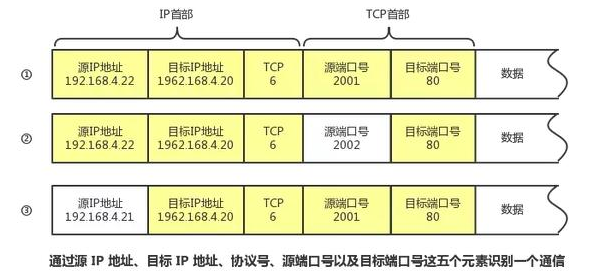 IP首部 TCP首部
① 源IP地址 目标IP地址 TCP 源端口号 目标端口号 数据
192.168.4.22 1962.168.4.20 6 2001 80
② 源IP地址 目标IP地址 TCP 源端口号 目标端口号 数据
192.168.4.22 1962.168.4.20 6 2002 80
③ 源IP地址 目标IP地址 TCP 源端口号 目标端口号 数据
192.168.4.21 1962.168.4.20 6 2001 80
通过源 IP 地址、目标 IP 地址、协议号、源端口号以及目标端口号这五个元素识别一个通信